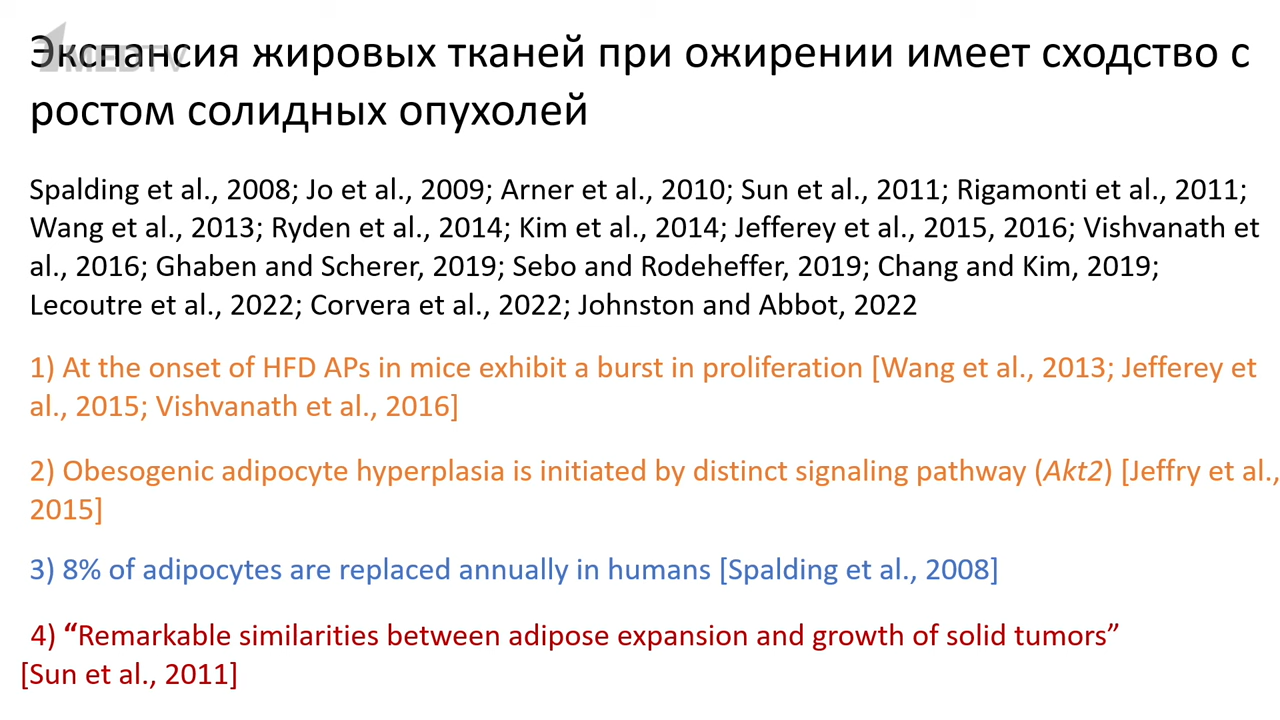 Экспансия жировых тканей при ожирении имеет сходство с
ростом солидных опухолей
1MEDTV
Spalding et al., 2008; Jo et al., 2009; Arner et al., 2010; Sun et al., 2011; Rigamonti et al., 2011;
Wang et al., 2013; Ryden et al., 2014; Kim et al., 2014; Jefferey et al., 2015, 2016; Vishvanath et
al., 2016; Ghaben and Scherer, 2019; Sebo and Rodeheffer, 2019; Chang and Kim, 2019;
Lecoutre et al., 2022; Corvera et al., 2022; Johnston and Abbot, 2022
1) At the onset of HFD APs in mice exhibit a burst in proliferation [Wang et al., 2013; Jefferey et
al., 2015; Vishvanath et al., 2016]
2) Obesogenic adipocyte hyperplasia is initiated by distinct signaling pathway (Akt2) [Jeffry et al.,
2015]
3) 8% of adipocytes are replaced annually in humans [Spalding et al., 2008]
4) “Remarkable similarities between adipose expansion and growth of solid tumors”
[Sun et al., 2011]